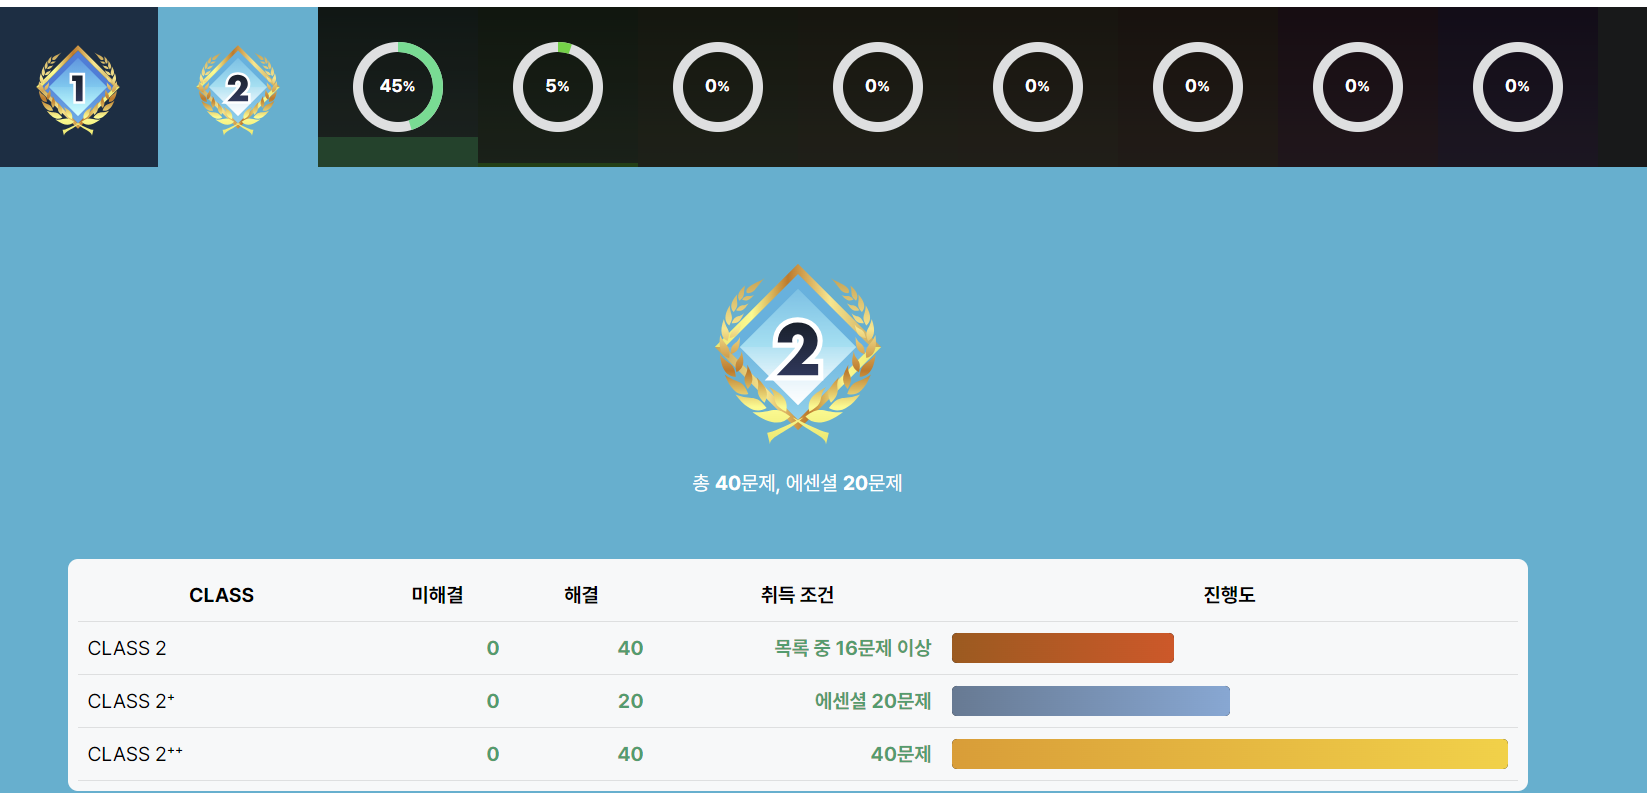 1 2 45% 5% 0% 0% 0% 0% 0% 0%
2
총 40문제, 에센셜 20문제
CLASS 미해결 해결 취득 조건 진행도
CLASS 2 0 40 목록 중 16문제 이상
CLASS 2⁺ 0 20 에센셜 20문제
CLASS 2⁺⁺ 0 40 40문제